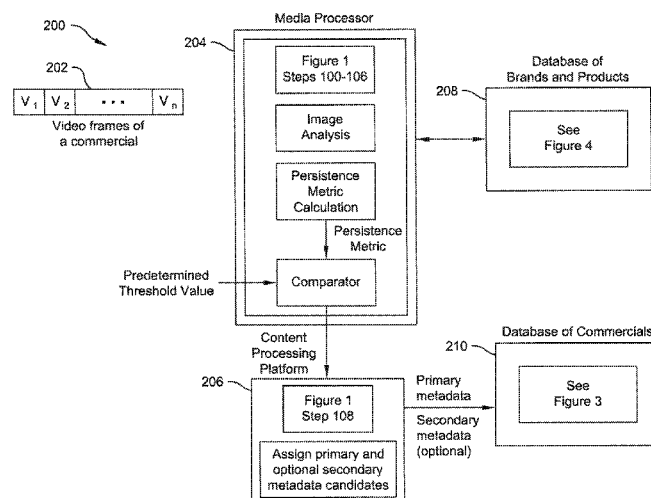 200
202
V1 V2 • • • Vn
Video frames of
a commercial
Media Processor
204
Figure 1
Steps 100-106
Image
Analysis
Persistence
Metric
Calculation
Persistence
Metric
Predetermined
Threshold Value
Comparator
Database of
Brands and Products
208
See
Figure 4
Content
Processing
Platform
206
Figure 1
Step 108
Assign primary and
optional secondary
metadata candidates
Primary
metadata
Secondary
metadata
(optional)
Database of Commercials
210
See
Figure 3